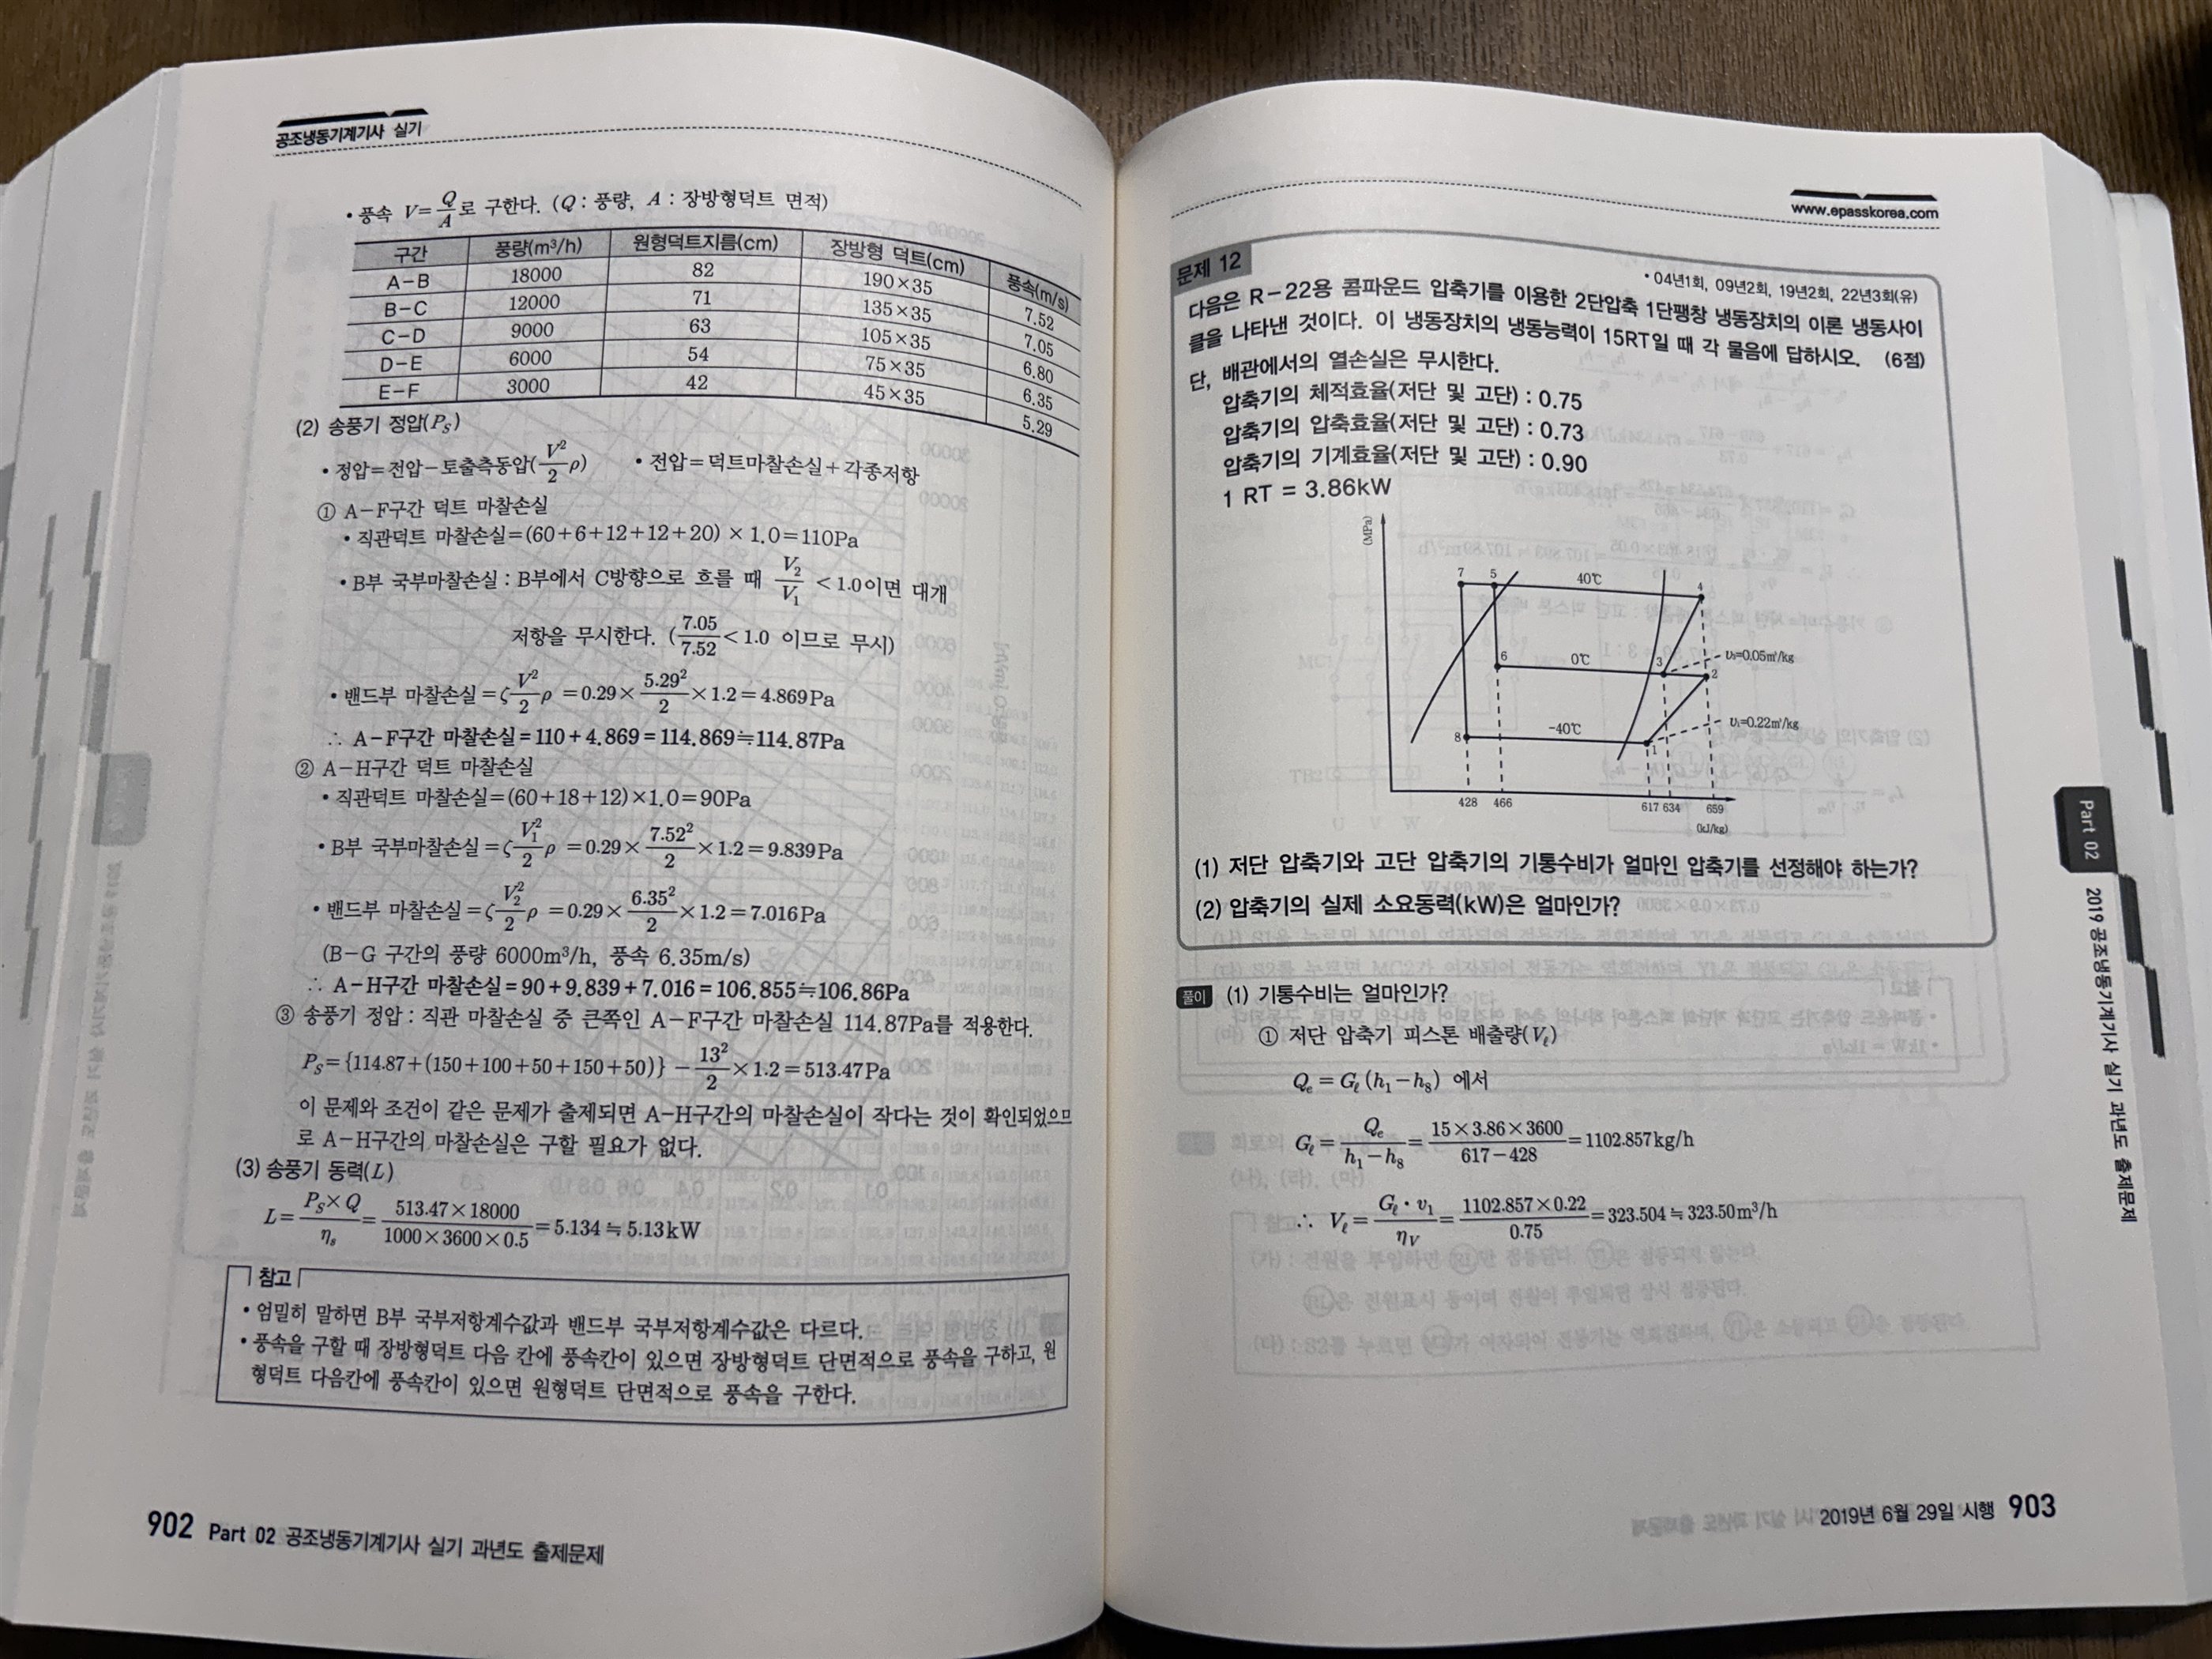 공조냉동기계기사 실기
• 풍속 V=Q/A로 구한다. (Q : 풍량, A : 장방형덕트 면적)
구간 풍량(m³/h) 원형덕트지름(cm) 장방형 덕트(cm) 풍속(m/s)
A-B 18000 82 190×35 7.52
B-C 12000 71 135×35 7.05
C-D 9000 63 105×35 6.80
D-E 6000 54 75×35 6.35
E-F 3000 42 45×35 5.29
(2) 송풍기 정압(P_S)
• 정압=전압-토출측동압(V²/2 ρ) • 전압=덕트마찰손실+각종저항
① A-F구간 덕트 마찰손실
• 직관덕트 마찰손실=(60+6+12+12+20)×1.0=110Pa
• B부 국부마찰손실 : B부에서 C방향으로 흐를 때 V₂/V₁ <1.0이면 대개
저항을 무시한다. (7.05/7.52 <1.0 이므로 무시)
• 밴드부 마찰손실=ζ V²/2 ρ =0.29× 5.29²/2 ×1.2=4.869Pa
∴ A-F구간 마찰손실=110+4.869=114.869≒114.87Pa
② A-H구간 덕트 마찰손실
• 직관덕트 마찰손실=(60+18+12)×1.0=90Pa
• B부 국부마찰손실=ζ V₁²/2 ρ =0.29× 7.52²/2 ×1.2=9.839Pa
• 밴드부 마찰손실=ζ V₂²/2 ρ =0.29× 6.35²/2 ×1.2=7.016Pa
(B-G 구간의 풍량 6000m³/h, 풍속 6.35m/s)
∴ A-H구간 마찰손실=90+9.839+7.016=106.855≒106.86Pa
③ 송풍기 정압 : 직관 마찰손실 중 큰쪽인 A-F구간 마찰손실 114.87Pa를 적용한다.
P_S={114.87+(150+100+50+150+50)} - 13²/2 ×1.2=513.47Pa
이 문제와 조건이 같은 문제가 출제되면 A-H구간의 마찰손실이 작다는 것이 확인되었으므
로 A-H구간의 마찰손실은 구할 필요가 없다.
(3) 송풍기 동력(L)
L= P_S×Q/η_s = 513.47×18000/1000×3600×0.5 =5.134≒5.13kW
참고
• 엄밀히 말하면 B부 국부저항계수값과 밴드부 국부저항계수값은 다르다.
• 풍속을 구할 때 장방형덕트 다음 칸에 풍속칸이 있으면 장방형덕트 단면적으로 풍속을 구하고, 원
형덕트 다음칸에 풍속칸이 있으면 원형덕트 단면적으로 풍속을 구한다.
902 Part 02 공조냉동기계기사 실기 과년도 출제문제
www.epasskorea.com
문제 12
• 04년1회, 09년2회, 19년2회, 22년3회(유)
다음은 R-22용 콤파운드 압축기를 이용한 2단압축 1단팽창 냉동장치의 이론 냉동사이
클을 나타낸 것이다. 이 냉동장치의 냉동능력이 15RT일 때 각 물음에 답하시오. (6점)
단, 배관에서의 열손실은 무시한다.
압축기의 체적효율(저단 및 고단) : 0.75
압축기의 압축효율(저단 및 고단) : 0.73
압축기의 기계효율(저단 및 고단) : 0.90
1 RT = 3.86kW
(MPa)
7 5 40℃ 4
6 0℃ 3 υ₃=0.05㎥/kg
2
υ₁=0.22㎥/kg
8 -40℃ 1
428 466 617 634 659
(kJ/kg)
(1) 저단 압축기와 고단 압축기의 기통수비가 얼마인 압축기를 선정해야 하는가?
(2) 압축기의 실제 소요동력(kW)은 얼마인가?
풀이 (1) 기통수비는 얼마인가?
① 저단 압축기 피스톤 배출량(V_ℓ)
Q_e = G_ℓ (h₁-h₈) 에서
G_ℓ = Q_e/h₁-h₈ = 15×3.86×3600/617-428 =1102.857kg/h
∴ V_ℓ = G_ℓ·υ₁/η_V = 1102.857×0.22/0.75 =323.504≒323.50m³/h
Part 02 2019 공조냉동기계기사 실기 과년도 출제문제
2019년 6월 29일 시행 903